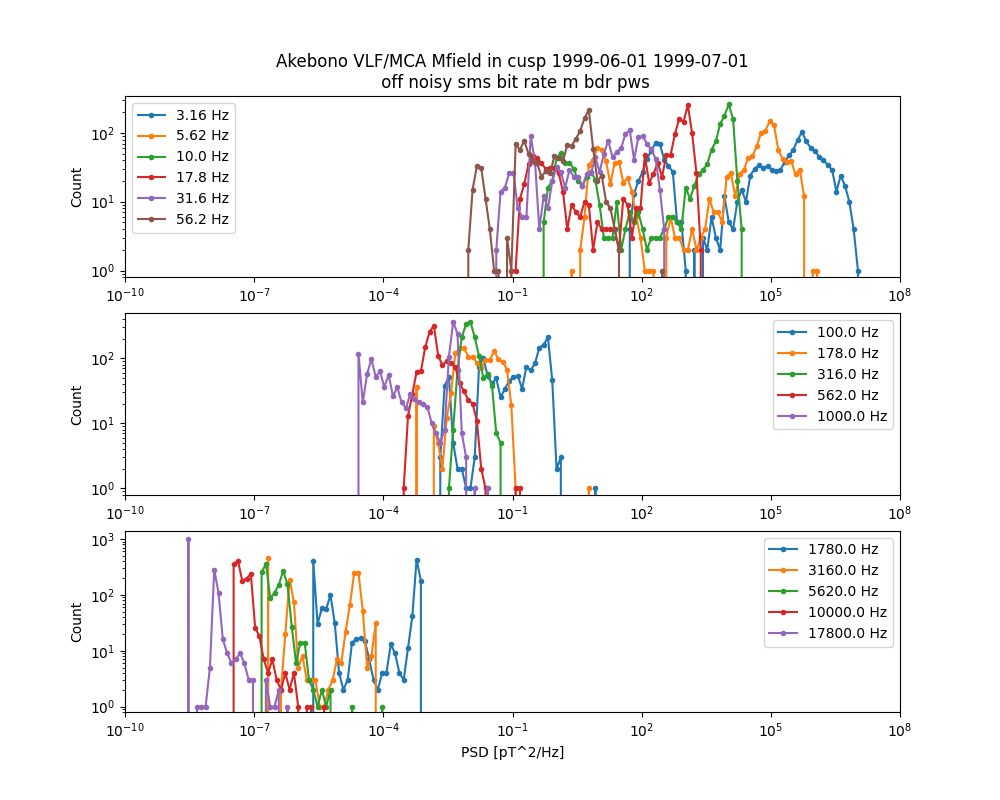 Akebono VLF/MCA Mfield in cusp 1999-06-01 1999-07-01
off noisy sms bit rate m bdr pws
Count
10^2
10^1
10^0
3.16 Hz
5.62 Hz
10.0 Hz
17.8 Hz
31.6 Hz
56.2 Hz
10^-10 10^-7 10^-4 10^-1 10^2 10^5 10^8
Count
10^2
10^1
10^0
100.0 Hz
178.0 Hz
316.0 Hz
562.0 Hz
1000.0 Hz
10^-10 10^-7 10^-4 10^-1 10^2 10^5 10^8
Count
10^3
10^2
10^1
10^0
1780.0 Hz
3160.0 Hz
5620.0 Hz
10000.0 Hz
17800.0 Hz
10^-10 10^-7 10^-4 10^-1 10^2 10^5 10^8
PSD [pT^2/Hz]